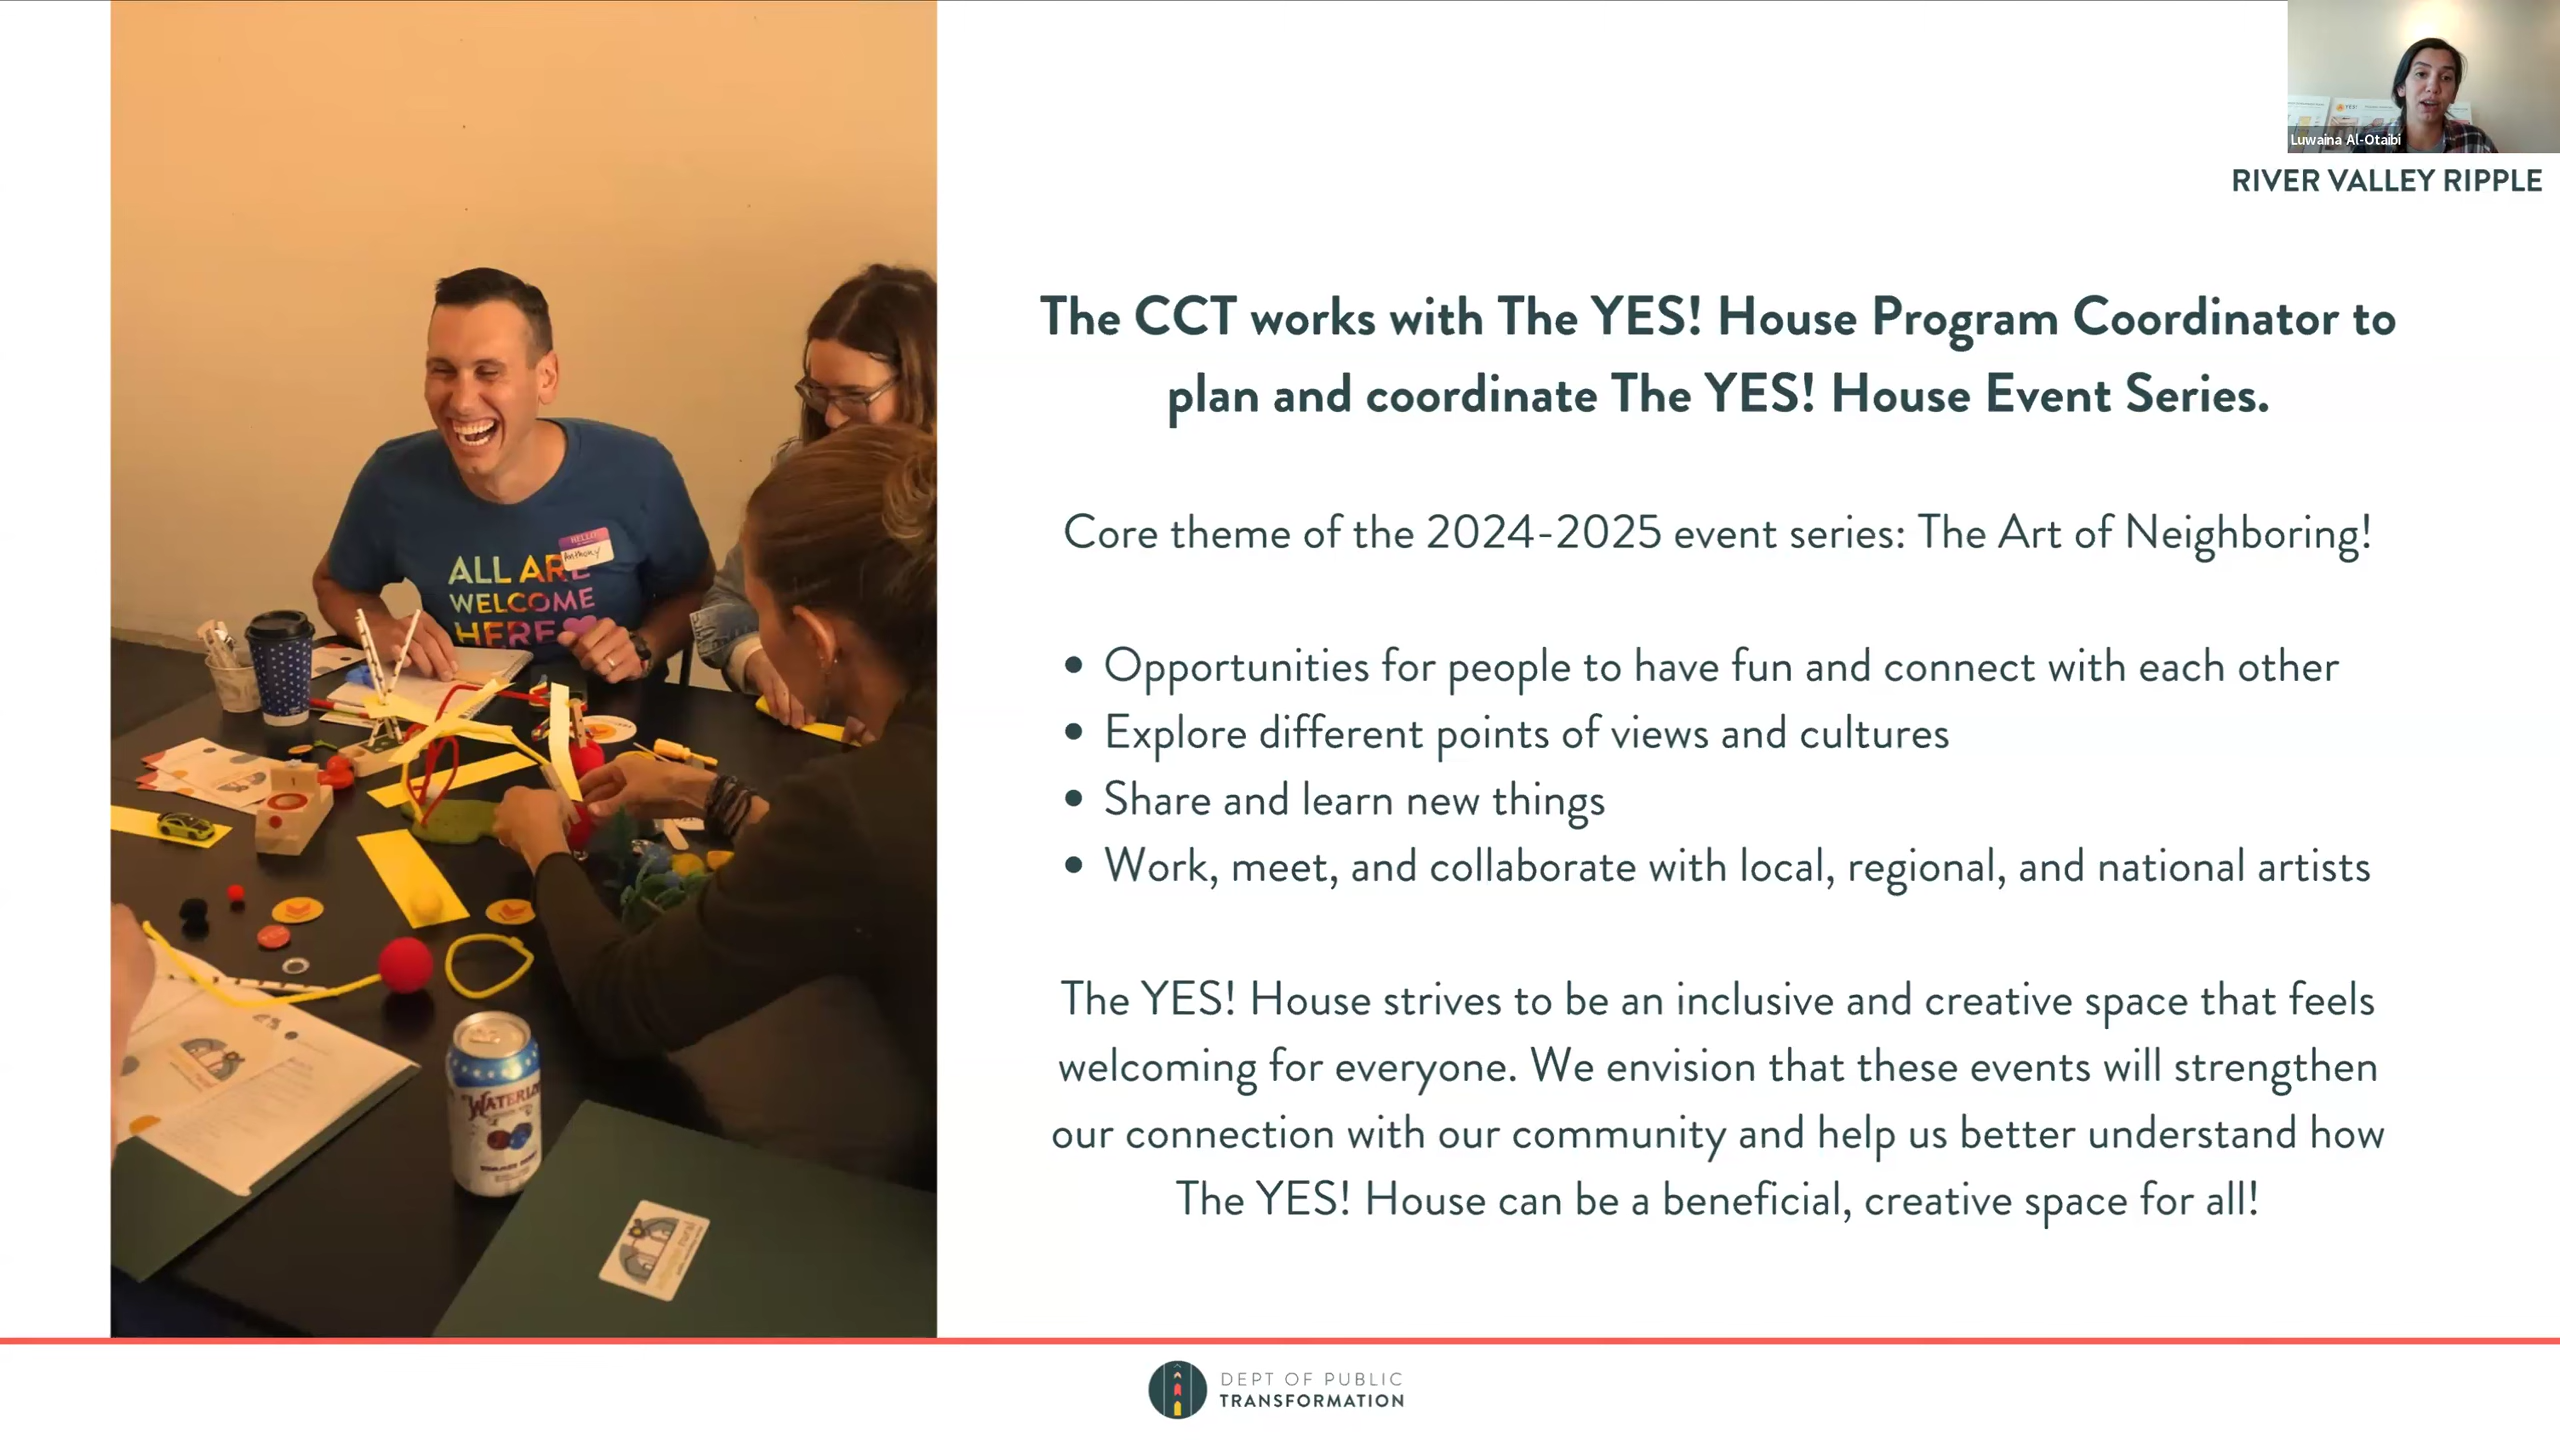 Luwaina Al-Otaibi
RIVER VALLEY RIPPLE
The CCT works with The YES! House Program Coordinator to
plan and coordinate The YES! House Event Series.
Core theme of the 2024-2025 event series: The Art of Neighboring!
• Opportunities for people to have fun and connect with each other
• Explore different points of views and cultures
• Share and learn new things
• Work, meet, and collaborate with local, regional, and national artists
The YES! House strives to be an inclusive and creative space that feels
welcoming for everyone. We envision that these events will strengthen
our connection with our community and help us better understand how
The YES! House can be a beneficial, creative space for all!
HELLO
Anthony
ALL ARE
WELCOME
HERE
WATERLO
DEPT OF PUBLIC
TRANSFORMATION
YES!